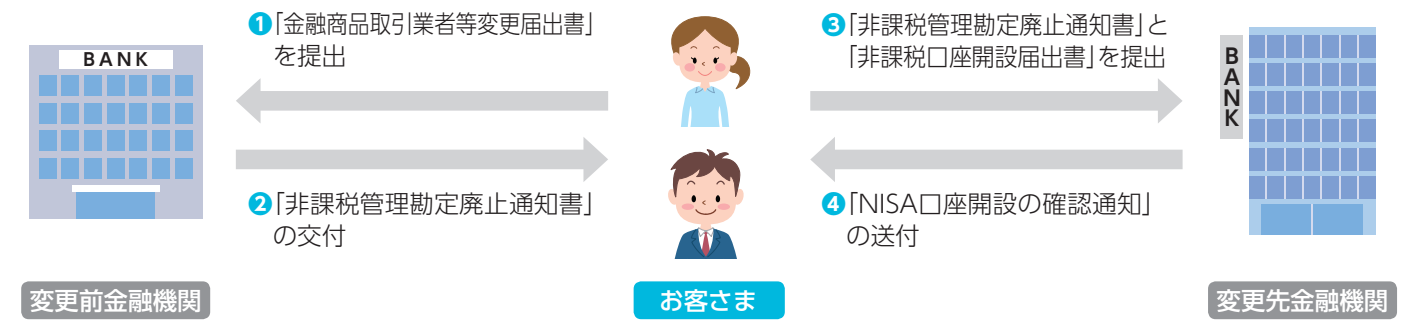 BANK
❶「金融商品取引業者等変更届出書」
を提出
❷「非課税管理勘定廃止通知書」
の交付
変更前金融機関
お客さま
❸「非課税管理勘定廃止通知書」と
「非課税口座開設届出書」を提出
❹「NISA口座開設の確認通知」
の送付
BANK
変更先金融機関